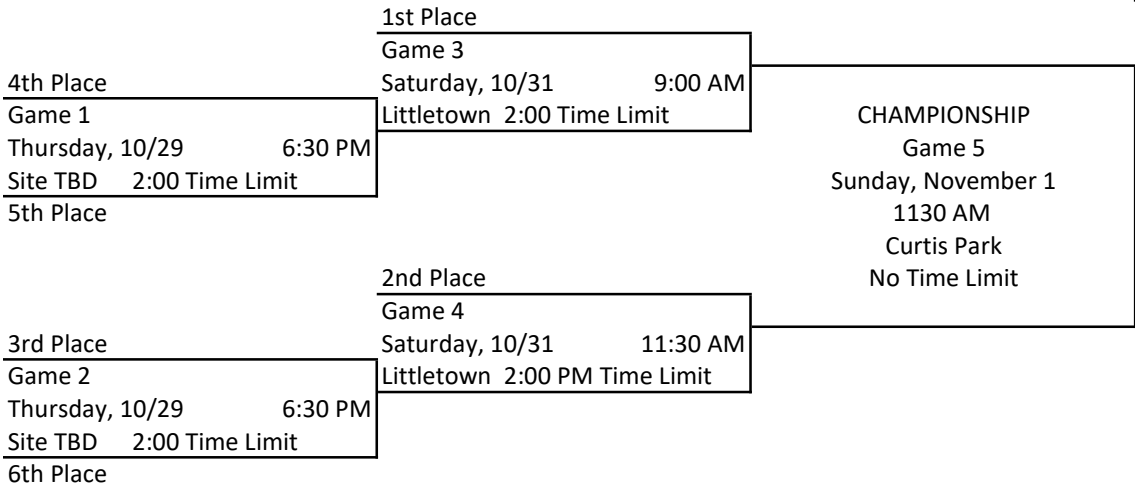 1st Place
Game 3
Saturday, 10/31 9:00 AM
Littletown 2:00 Time Limit
4th Place
Game 1
Thursday, 10/29 6:30 PM
Site TBD 2:00 Time Limit
5th Place
CHAMPIONSHIP
Game 5
Sunday, November 1
1130 AM
Curtis Park
No Time Limit
2nd Place
Game 4
Saturday, 10/31 11:30 AM
Littletown 2:00 PM Time Limit
3rd Place
Game 2
Thursday, 10/29 6:30 PM
Site TBD 2:00 Time Limit
6th Place